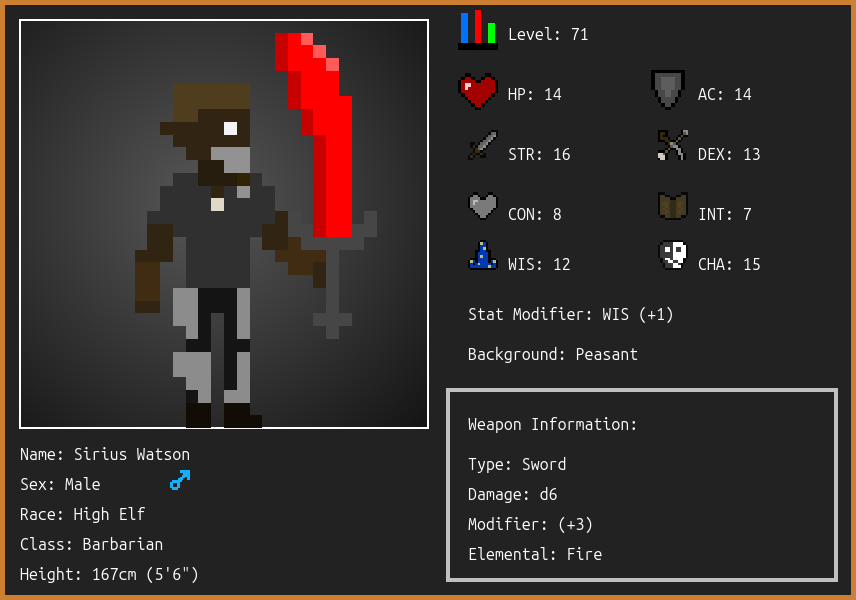 Level: 71
HP: 14
AC: 14
STR: 16
DEX: 13
CON: 8
INT: 7
WIS: 12
CHA: 15
Stat Modifier: WIS (+1)
Background: Peasant
Weapon Information:
Type: Sword
Damage: d6
Modifier: (+3)
Elemental: Fire
Name: Sirius Watson
Sex: Male
Race: High Elf
Class: Barbarian
Height: 167cm (5'6")